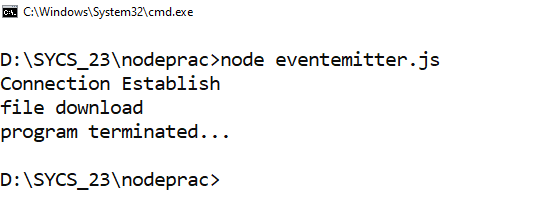 C:\Windows\System32\cmd.exe
D:\SYCS_23\nodeprac>node eventemitter.js
Connection Establish
file download
program terminated...
D:\SYCS_23\nodeprac>